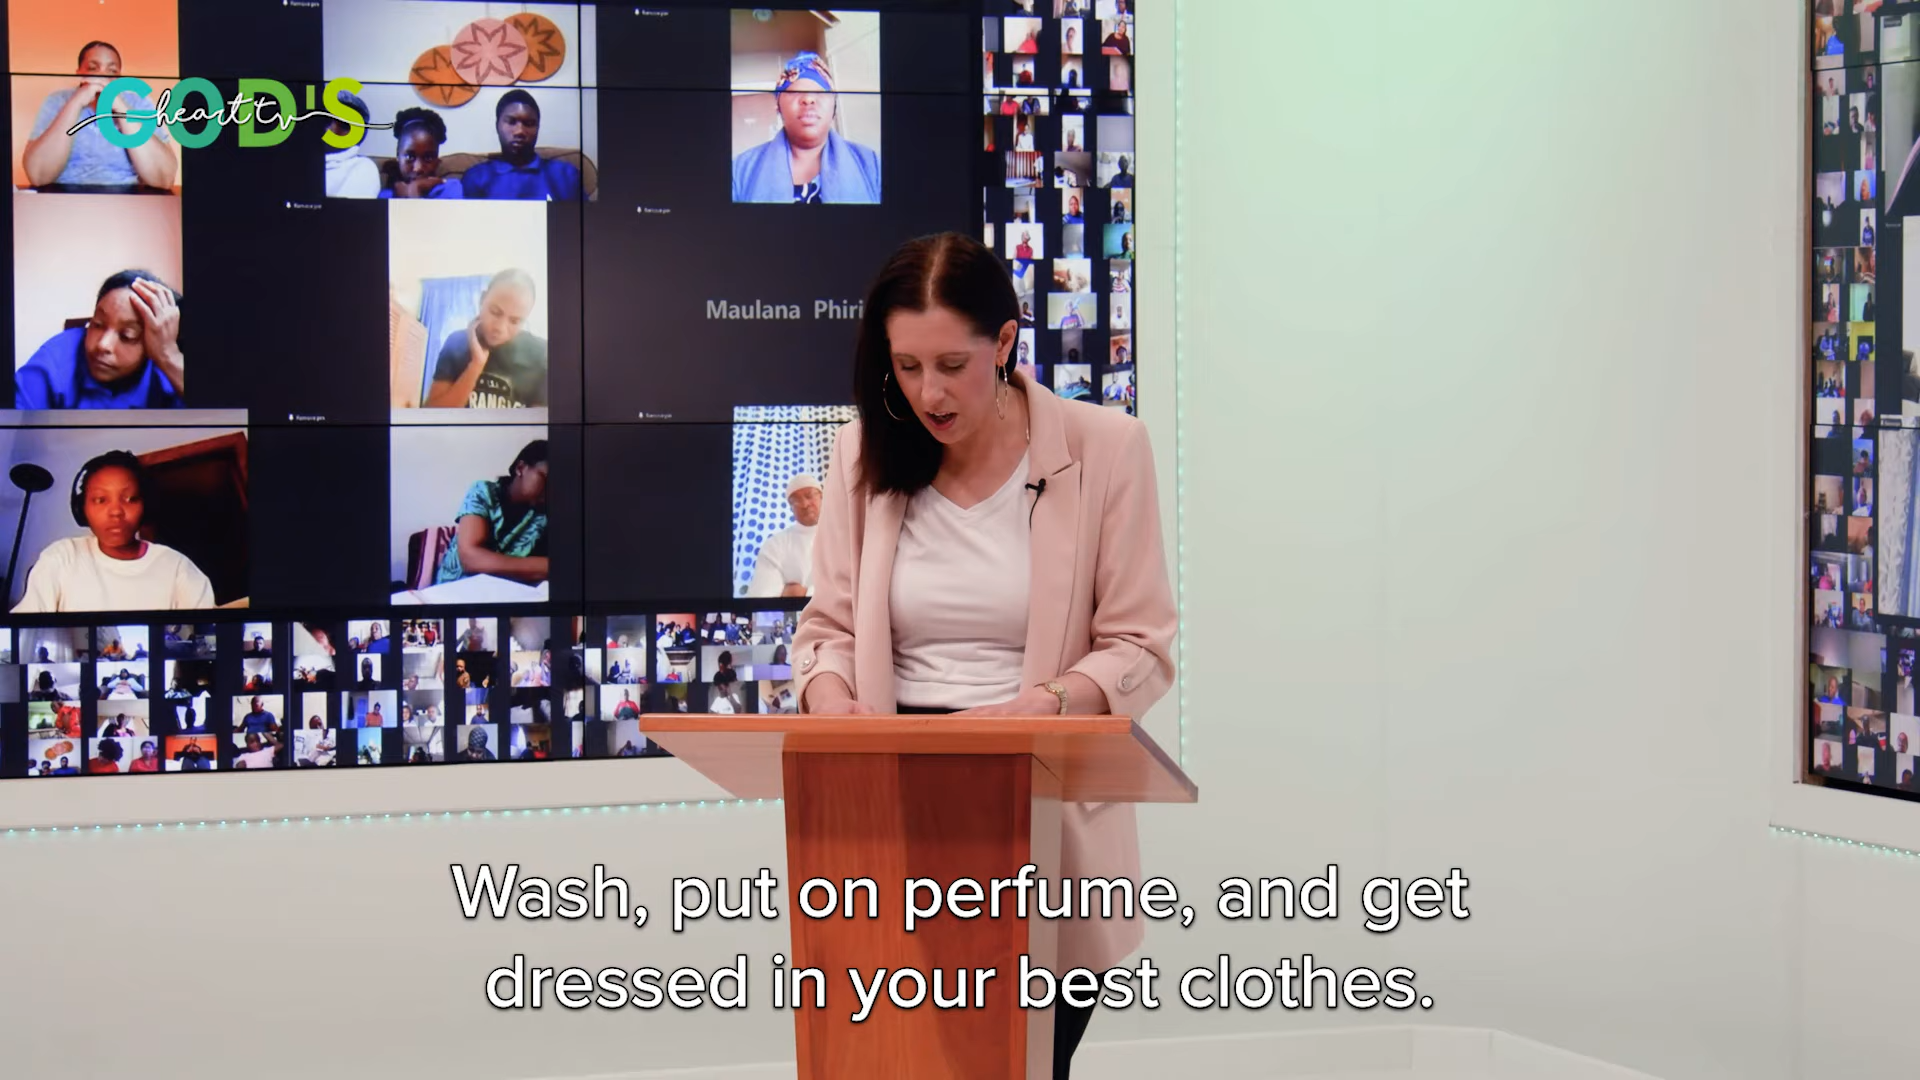 GOD'S
heart tv
Maulana Phiri
Wash, put on perfume, and get
dressed in your best clothes.